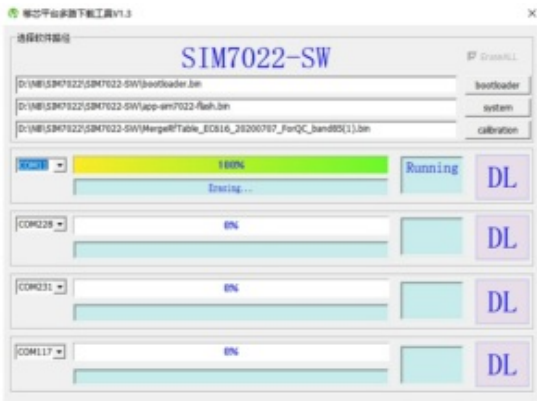 移芯平台多路下载工具V1.3
选择软件路径
SIM7022-SW
EraseALL
D:\NB\SIM7022\SIM7022-SW\bootloader.bin
bootloader
D:\NB\SIM7022\SIM7022-SW\app-sim7022-flash.bin
system
D:\NB\SIM7022\SIM7022-SW\MergeRfTable_EC616_20200707_ForQC_band85(1).bin
calibration
100%
Running
DL
Erasing...
COM228
0%
DL
COM231
0%
DL
COM117
0%
DL